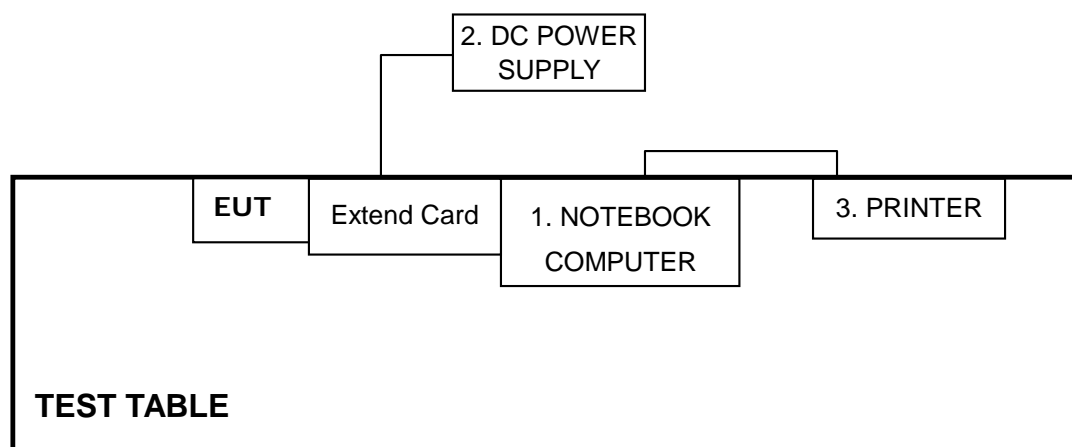 2. DC POWER
SUPPLY
EUT
Extend Card
1. NOTEBOOK
COMPUTER
3. PRINTER
TEST TABLE